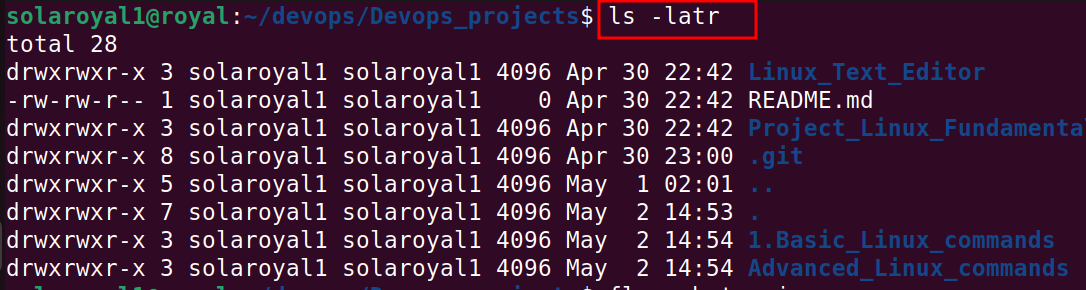 solaroyal1@royal:~/devops/Devops_projects$ ls -latr
total 28
drwxrwxr-x 3 solaroyal1 solaroyal1 4096 Apr 30 22:42 Linux_Text_Editor
-rw-rw-r-- 1 solaroyal1 solaroyal1    0 Apr 30 22:42 README.md
drwxrwxr-x 3 solaroyal1 solaroyal1 4096 Apr 30 22:42 Project_Linux_Fundamenta
drwxrwxr-x 8 solaroyal1 solaroyal1 4096 Apr 30 23:00 .git
drwxrwxr-x 5 solaroyal1 solaroyal1 4096 May  1 02:01 ..
drwxrwxr-x 7 solaroyal1 solaroyal1 4096 May  2 14:53 .
drwxrwxr-x 3 solaroyal1 solaroyal1 4096 May  2 14:54 1.Basic_Linux_commands
drwxrwxr-x 3 solaroyal1 solaroyal1 4096 May  2 14:54 Advanced_Linux_commands